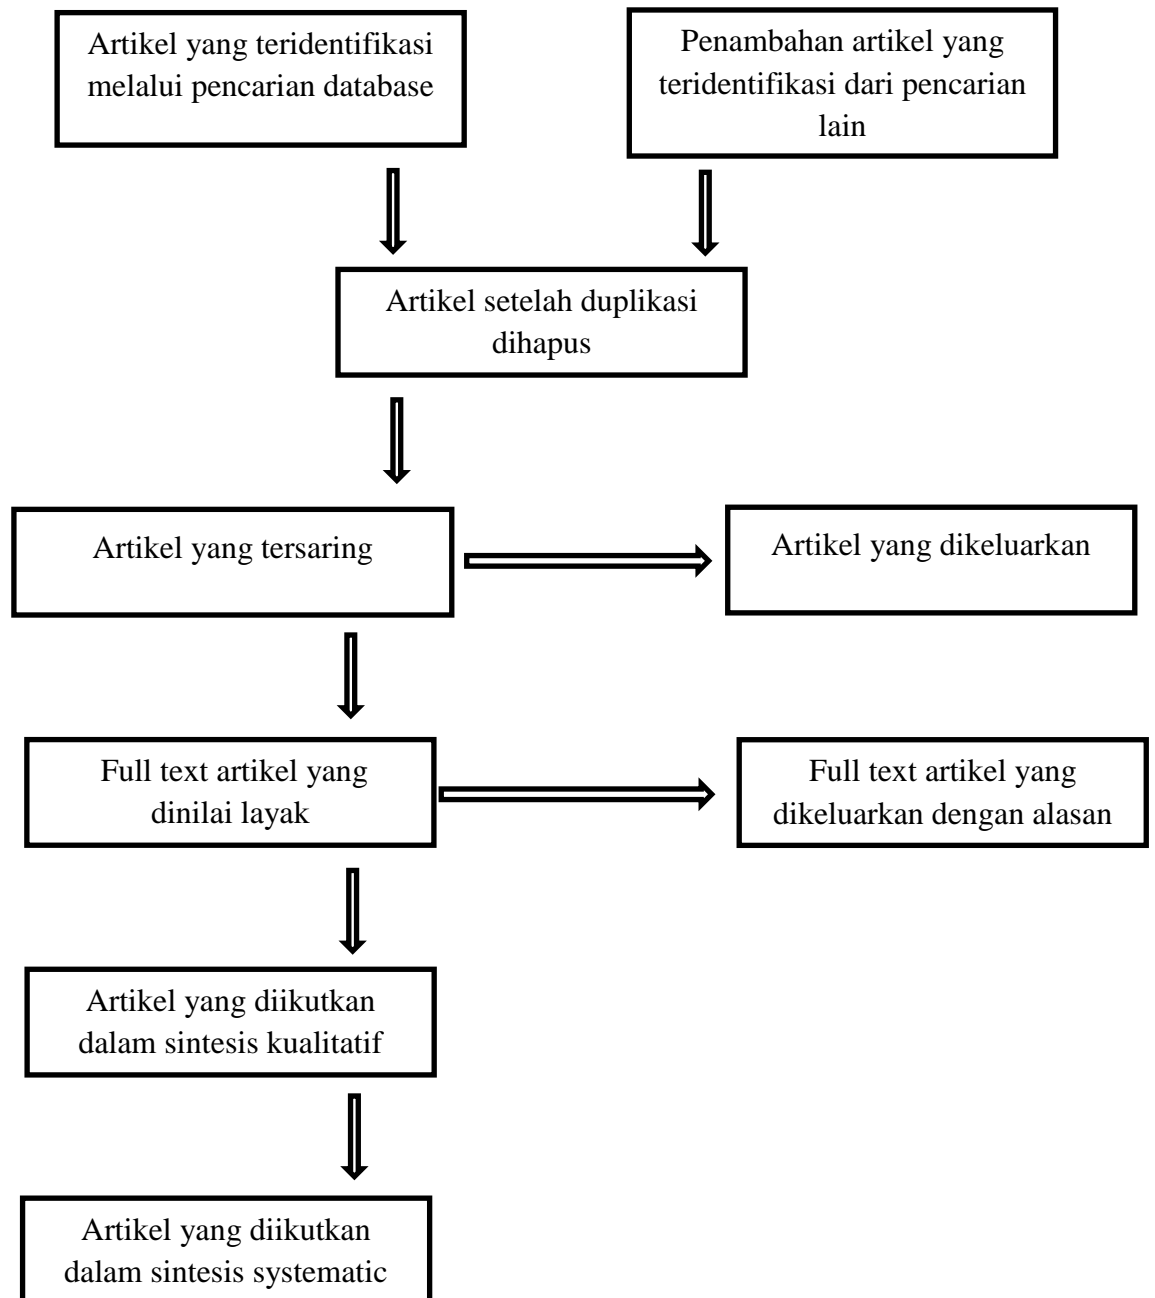 Artikel yang teridentifikasi
melalui pencarian database
Penambahan artikel yang
teridentifikasi dari pencarian
lain
Artikel setelah duplikasi
dihapus
Artikel yang tersaring
Artikel yang dikeluarkan
Full text artikel yang
dinilai layak
Full text artikel yang
dikeluarkan dengan alasan
Artikel yang diikutkan
dalam sintesis kualitatif
Artikel yang diikutkan
dalam sintesis systematic